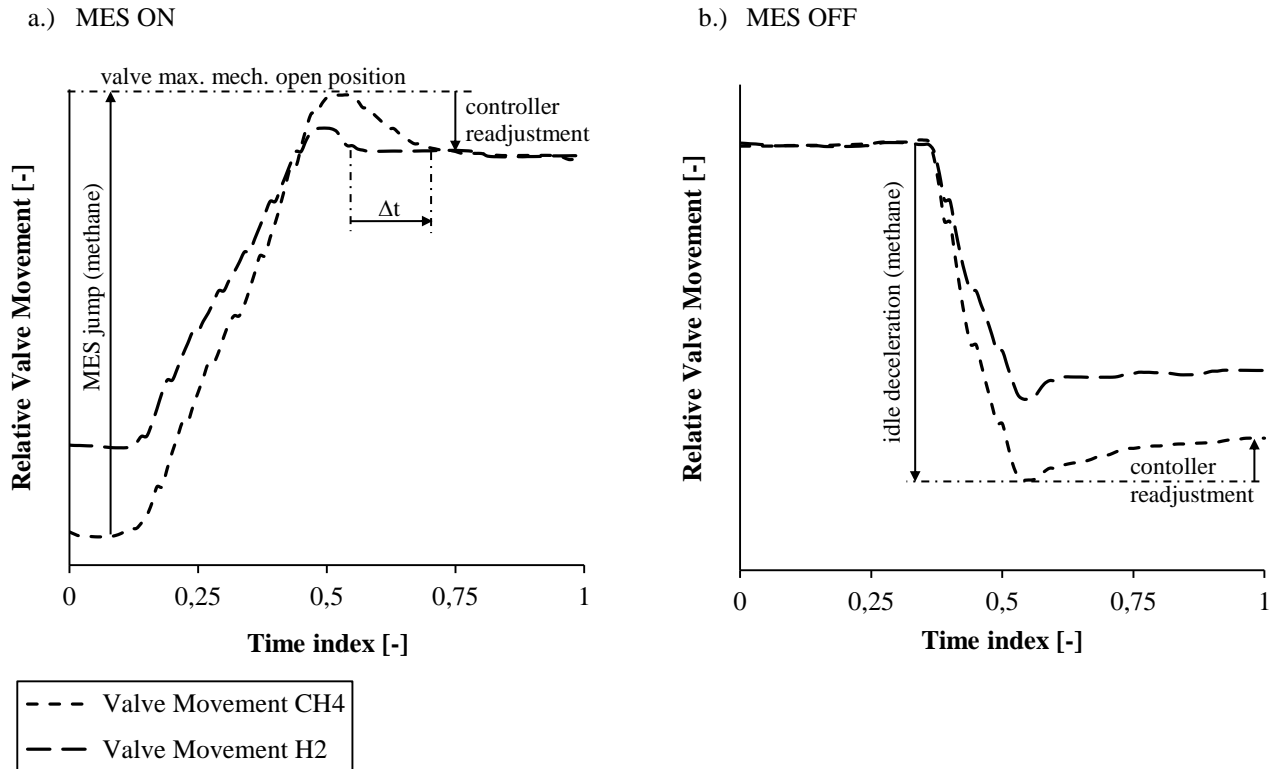 a.) MES ON
valve max. mech. open position
controller
readjustment
Δt
MES jump (methane)
Relative Valve Movement [-]
0 0,25 0,5 0,75 1
Time index [-]
b.) MES OFF
idle deceleration (methane)
contoller
readjustment
Relative Valve Movement [-]
0 0,25 0,5 0,75 1
Time index [-]
Valve Movement CH4
Valve Movement H2